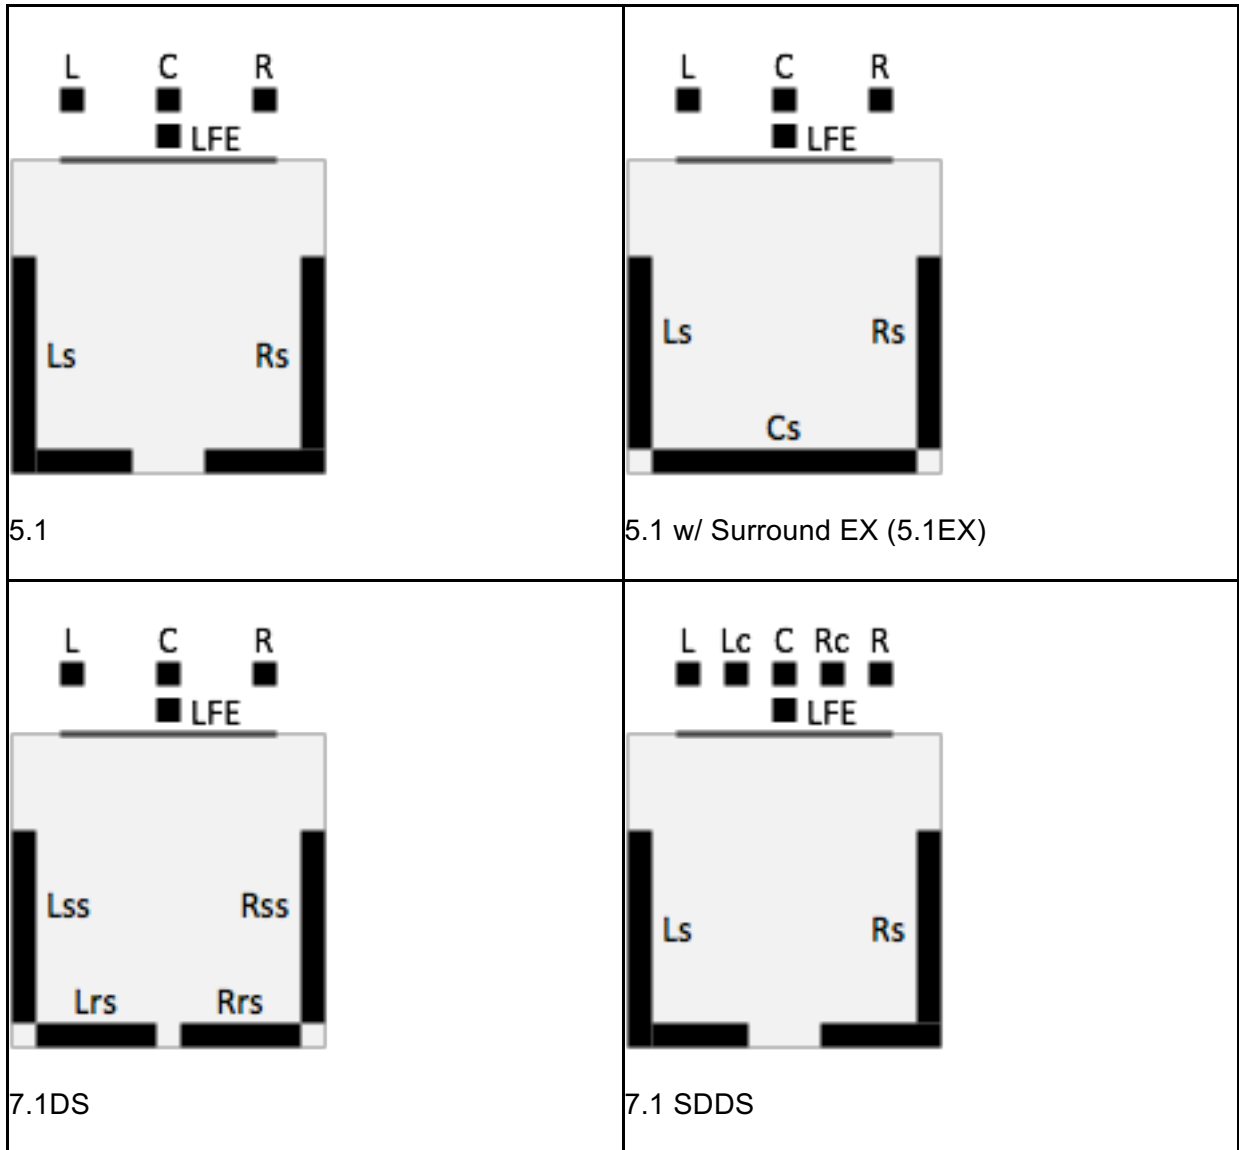 L C R
LFE
Ls Rs
5.1
L C R
LFE
Ls Rs
Cs
5.1 w/ Surround EX (5.1EX)
L C R
LFE
Lss Rss
Lrs Rrs
7.1DS
L Lc C Rc R
LFE
Ls Rs
7.1 SDDS